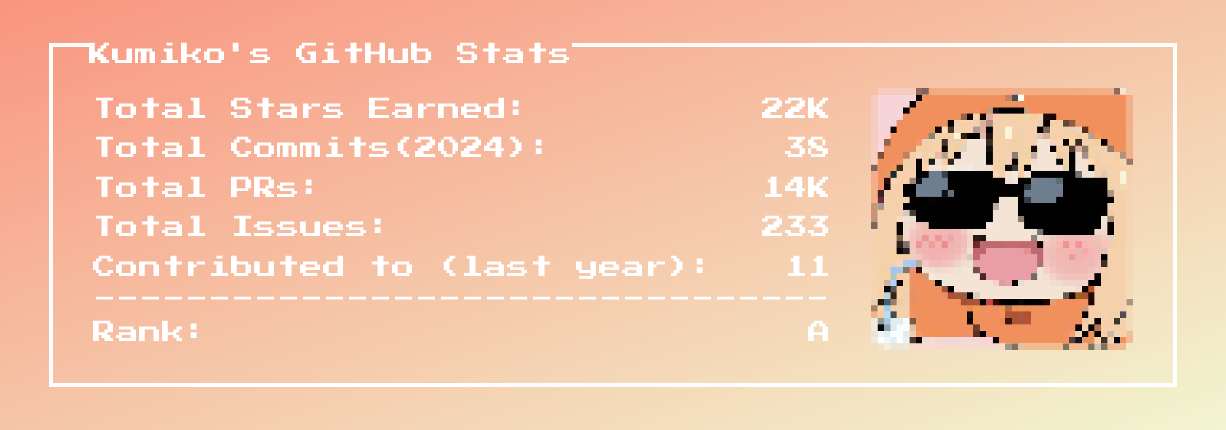 Kumiko's GitHub Stats
Total Stars Earned: 22K
Total Commits(2024): 38
Total PRs: 14K
Total Issues: 233
Contributed to (last year): 11
--------------------------------
Rank: A